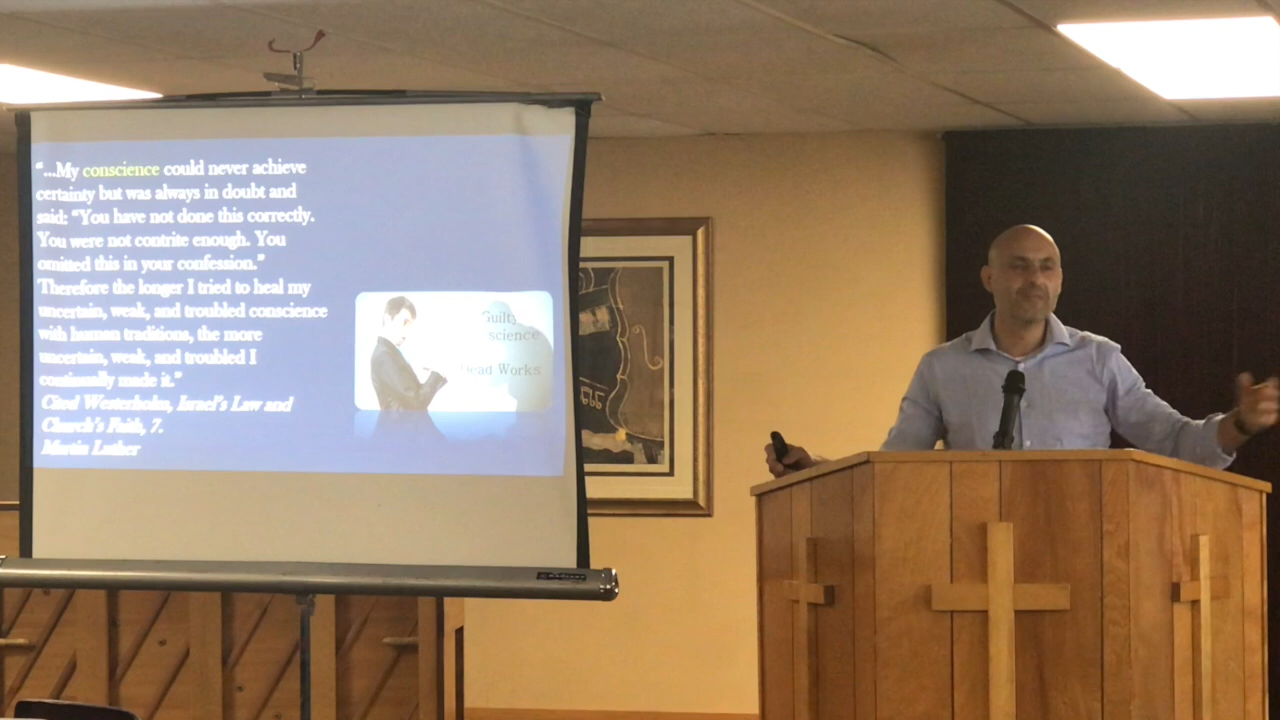 “...My conscience could never achieve
certainty but was always in doubt and
said: “You have not done this correctly.
You were not contrite enough. You
omitted this in your confession.”
Therefore the longer I tried to heal my
uncertain, weak, and troubled conscience
with human traditions, the more
uncertain, weak, and troubled I
continually made it.”
Cited Westerholm, Israel's Law and
Church's Faith, 7.
Martin Luther
Guilty
science
Dead Works